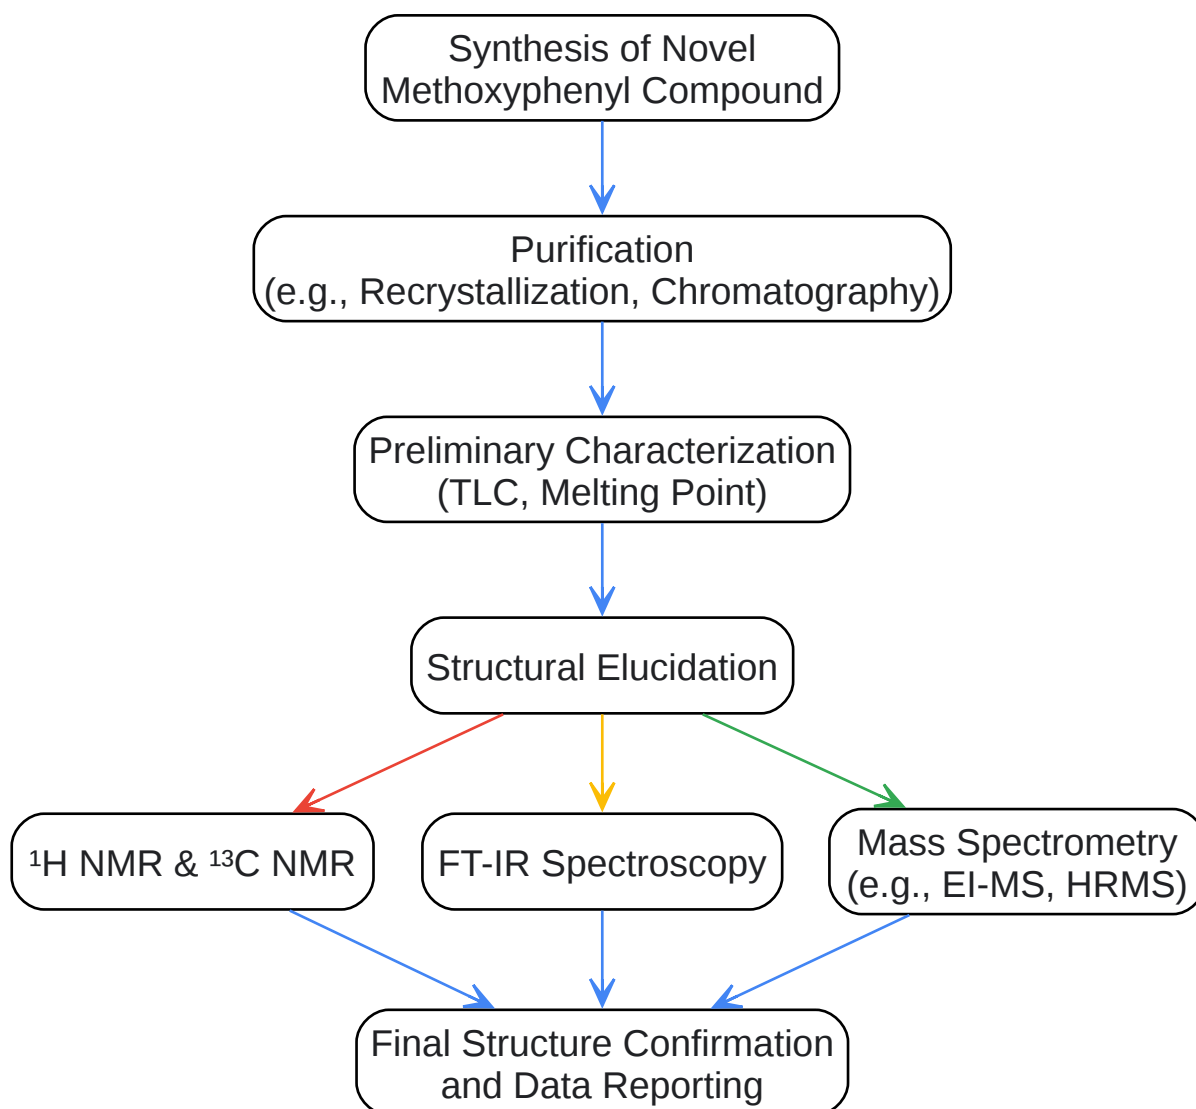 Synthesis of Novel
Methoxyphenyl Compound
Purification
(e.g., Recrystallization, Chromatography)
Preliminary Characterization
(TLC, Melting Point)
Structural Elucidation
¹H NMR & ¹³C NMR
FT-IR Spectroscopy
Mass Spectrometry
(e.g., EI-MS, HRMS)
Final Structure Confirmation
and Data Reporting